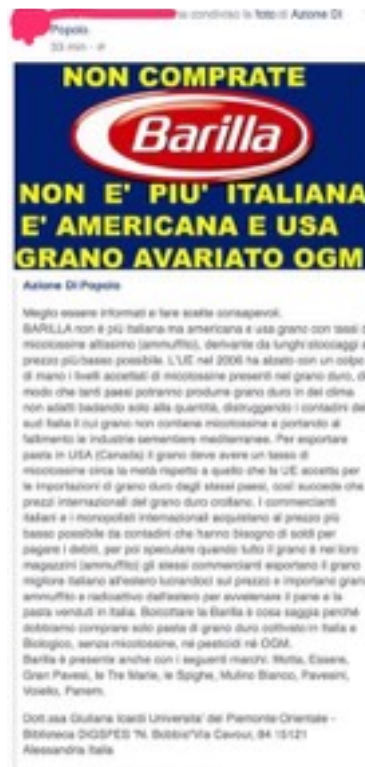 ha condiviso la foto di Azione Di
Popolo.
33 min
NON COMPRATE
Barilla
NON E' PIU' ITALIANA
E' AMERICANA E USA
GRANO AVARIATO OGM
Azione Di Popolo
Meglio essere informati e fare scelte consapevoli.
BARILLA non è più italiana ma americana e usa grano con tassi d
micotossine altissimo (ammuffito), derivante da lunghi stoccaggi a
prezzo più basso possibile. L'UE nel 2006 ha alzato con un colpo
di mano i livelli accettati di micotossine presenti nel grano duro, di
modo che tanti paesi potranno produrre grano duro in dei clima
non adatti badando solo alla quantità, distruggendo i contadini del
sud Italia il cui grano non contiene micotossine e portando al
fallimento le industrie sementiere mediterranee. Per esportare
pasta in USA (Canada) il grano deve avere un tasso di
micotossine circa la metà rispetto a quello che la UE accetta per
le importazioni di grano duro dagli stessi paesi, così succede che
prezzi internazionali del grano duro crollano. I commercianti
italiani e i monopolisti internazionali acquistano al prezzo più
basso possibile da contadini che hanno bisogno di soldi per
pagare i debiti, per poi speculare quando tutto il grano è nei loro
magazzini (ammuffito) gli stessi commercianti esportano il grano
migliore italiano all'estero lucrandoci sul prezzo e importano gran
ammuffito e radioattivo dall'estero per avvelenare il pane e la
pasta venduti in Italia. Boicottare la Barilla è cosa saggia perché
dobbiamo comprare solo pasta di grano duro coltivato in Italia e
Biologico, senza micotossine, né pesticidi né OGM.
Barilla è presente anche con i seguenti marchi: Motta, Essere,
Gran Pavesi, le Tre Marie, le Spighe, Mulino Bianco, Pavesini,
Voiello, Panem.
Dott.ssa Giuliana Icardi Universita' del Piemonte Orientale -
Biblioteca DIGSPES "N. Bobbio"Via Cavour, 84 15121
Alessandria Italia